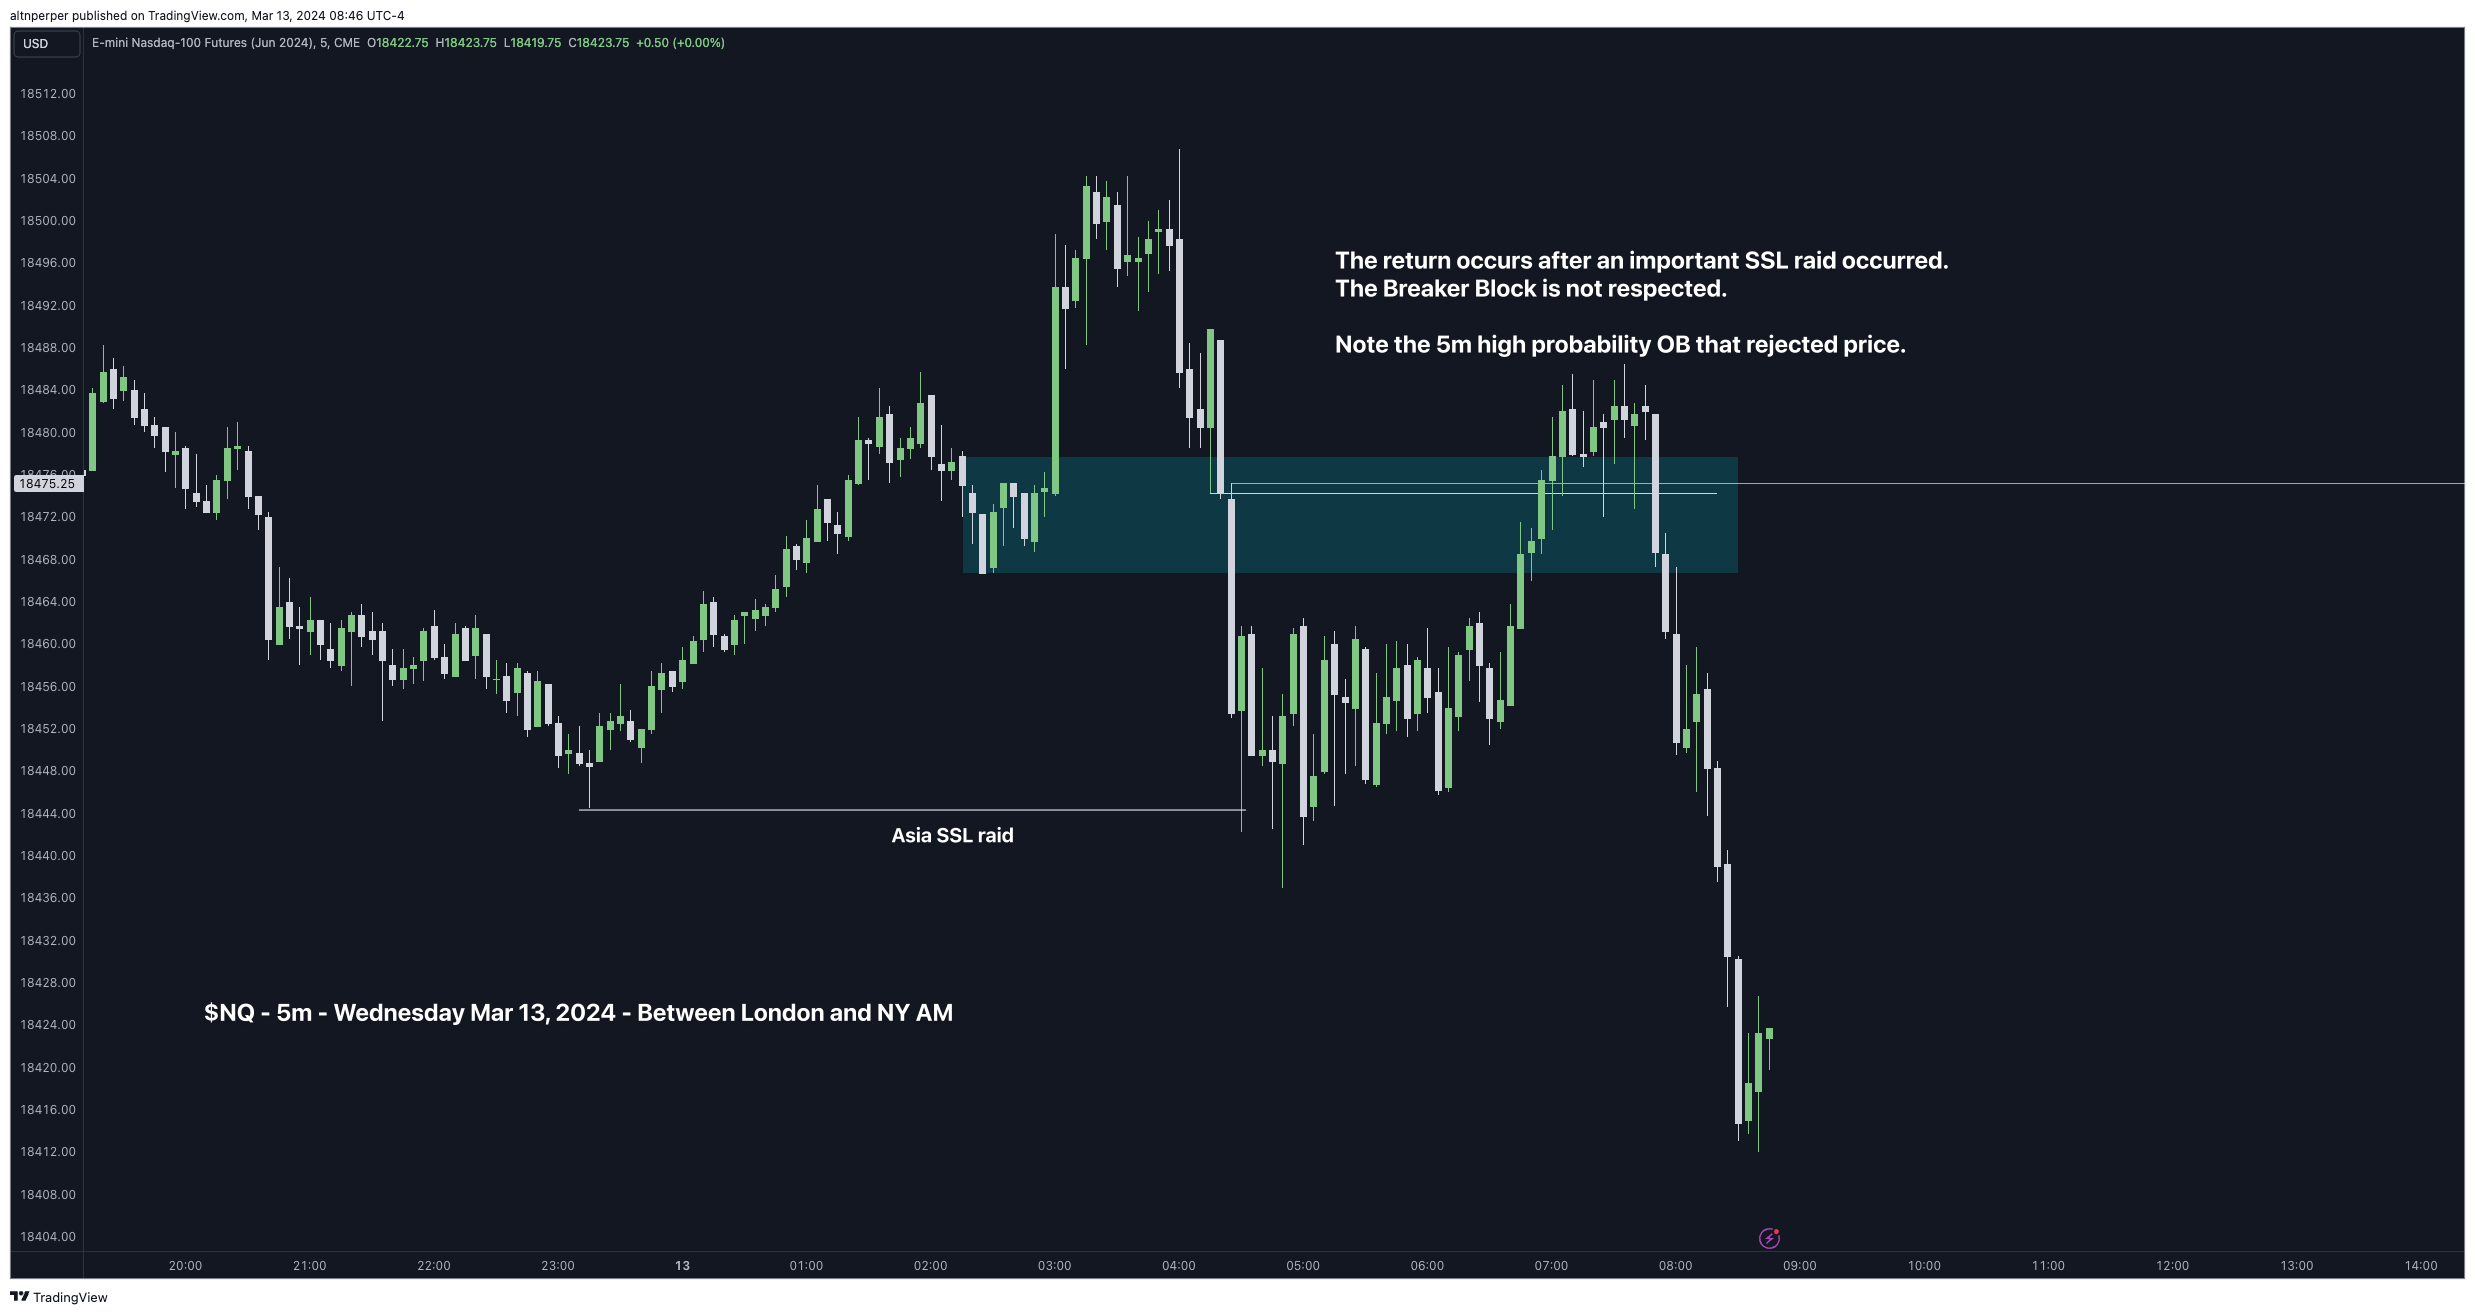 altnperper published on TradingView.com, Mar 13, 2024 08:46 UTC-4
USD
E-mini Nasdaq-100 Futures (Jun 2024), 5, CME O18422.75 H18423.75 L18419.75 C18423.75 +0.50 (+0.00%)
18512.00
18508.00
18504.00
18500.00
18496.00
18492.00
18488.00
18484.00
18480.00
18476.00
18475.25
18472.00
18468.00
18464.00
18460.00
18456.00
18452.00
18448.00
18444.00
18440.00
18436.00
18432.00
18428.00
18424.00
18420.00
18416.00
18412.00
18408.00
18404.00
The return occurs after an important SSL raid occurred.
The Breaker Block is not respected.
Note the 5m high probability OB that rejected price.
Asia SSL raid
$NQ - 5m - Wednesday Mar 13, 2024 - Between London and NY AM
20:00 21:00 22:00 23:00 13 01:00 02:00 03:00 04:00 05:00 06:00 07:00 08:00 09:00 10:00 11:00 12:00 13:00 14:00
TradingView